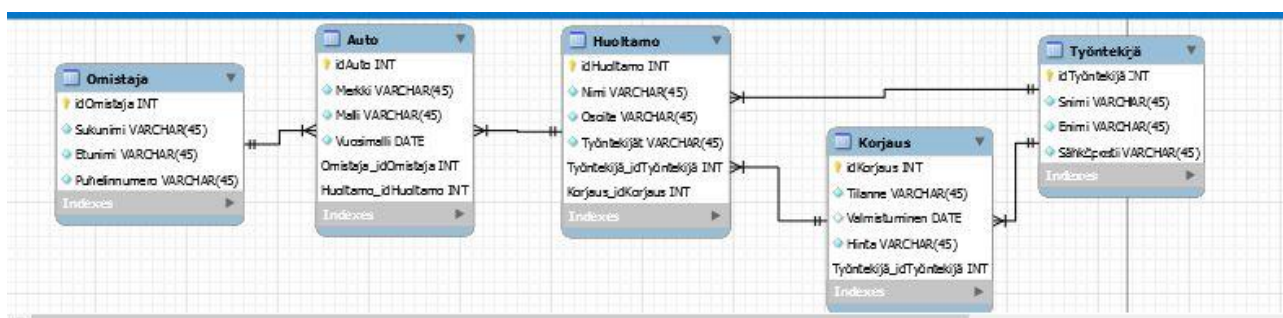 Omistaja
idOmistaja INT
Sukunimi VARCHAR(45)
Etunimi VARCHAR(45)
Puhelinnumero VARCHAR(45)
Indexes
Auto
idAuto INT
Merkki VARCHAR(45)
Malli VARCHAR(45)
Vuosimalli DATE
Omistaja_idOmistaja INT
Huoltamo_idHuoltamo INT
Indexes
Huoltamo
idHuoltamo INT
Nimi VARCHAR(45)
Osoite VARCHAR(45)
Työntekijät VARCHAR(45)
Työntekijä_idTyöntekijä INT
Korjaus_idKorjaus INT
Indexes
Korjaus
idKorjaus INT
Tilanne VARCHAR(45)
Valmistuminen DATE
Hinta VARCHAR(45)
Työntekijä_idTyöntekijä INT
Indexes
Työntekijä
idTyöntekijä INT
Snimi VARCHAR(45)
Enimi VARCHAR(45)
Sähköposti VARCHAR(45)
Indexes